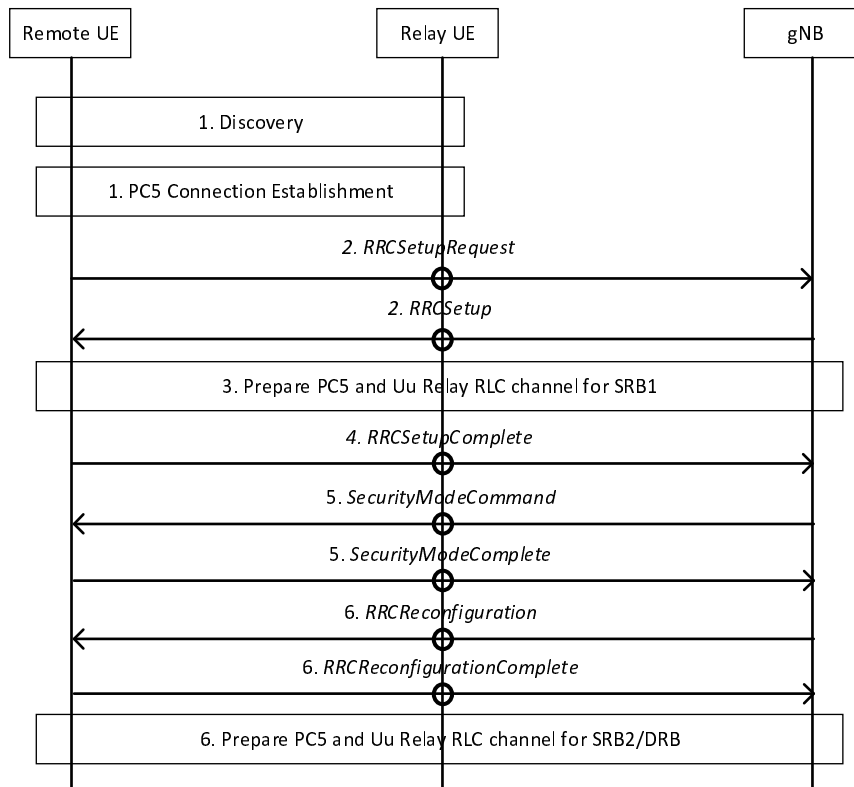 Remote UE
Relay UE
gNB
1. Discovery
1. PC5 Connection Establishment
2. RRCSetupRequest
2. RRCSetup
3. Prepare PC5 and Uu Relay RLC channel for SRB1
4. RRCSetupComplete
5. SecurityModeCommand
5. SecurityModeComplete
6. RRCReconfiguration
6. RRCReconfigurationComplete
6. Prepare PC5 and Uu Relay RLC channel for SRB2/DRB